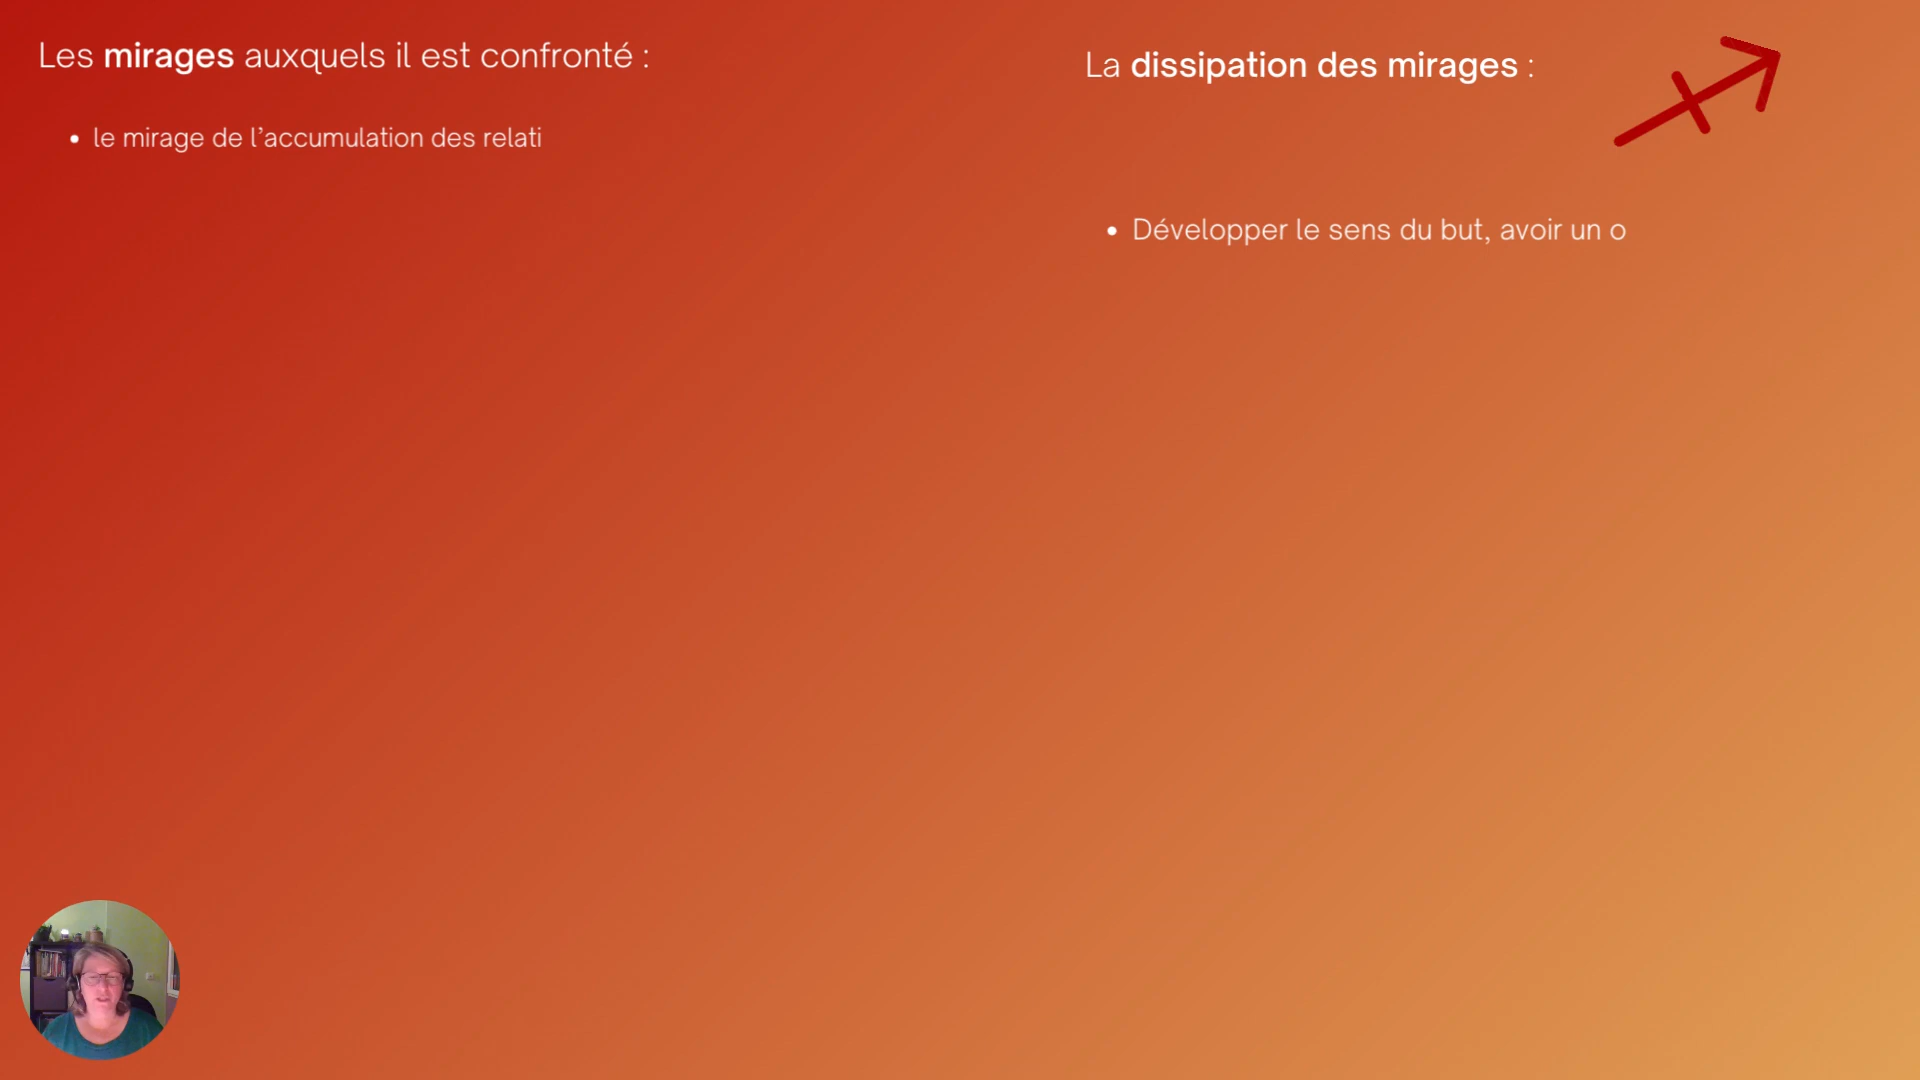 Les mirages auxquels il est confronté :
• le mirage de l’accumulation des relati
La dissipation des mirages :
• Développer le sens du but, avoir un o